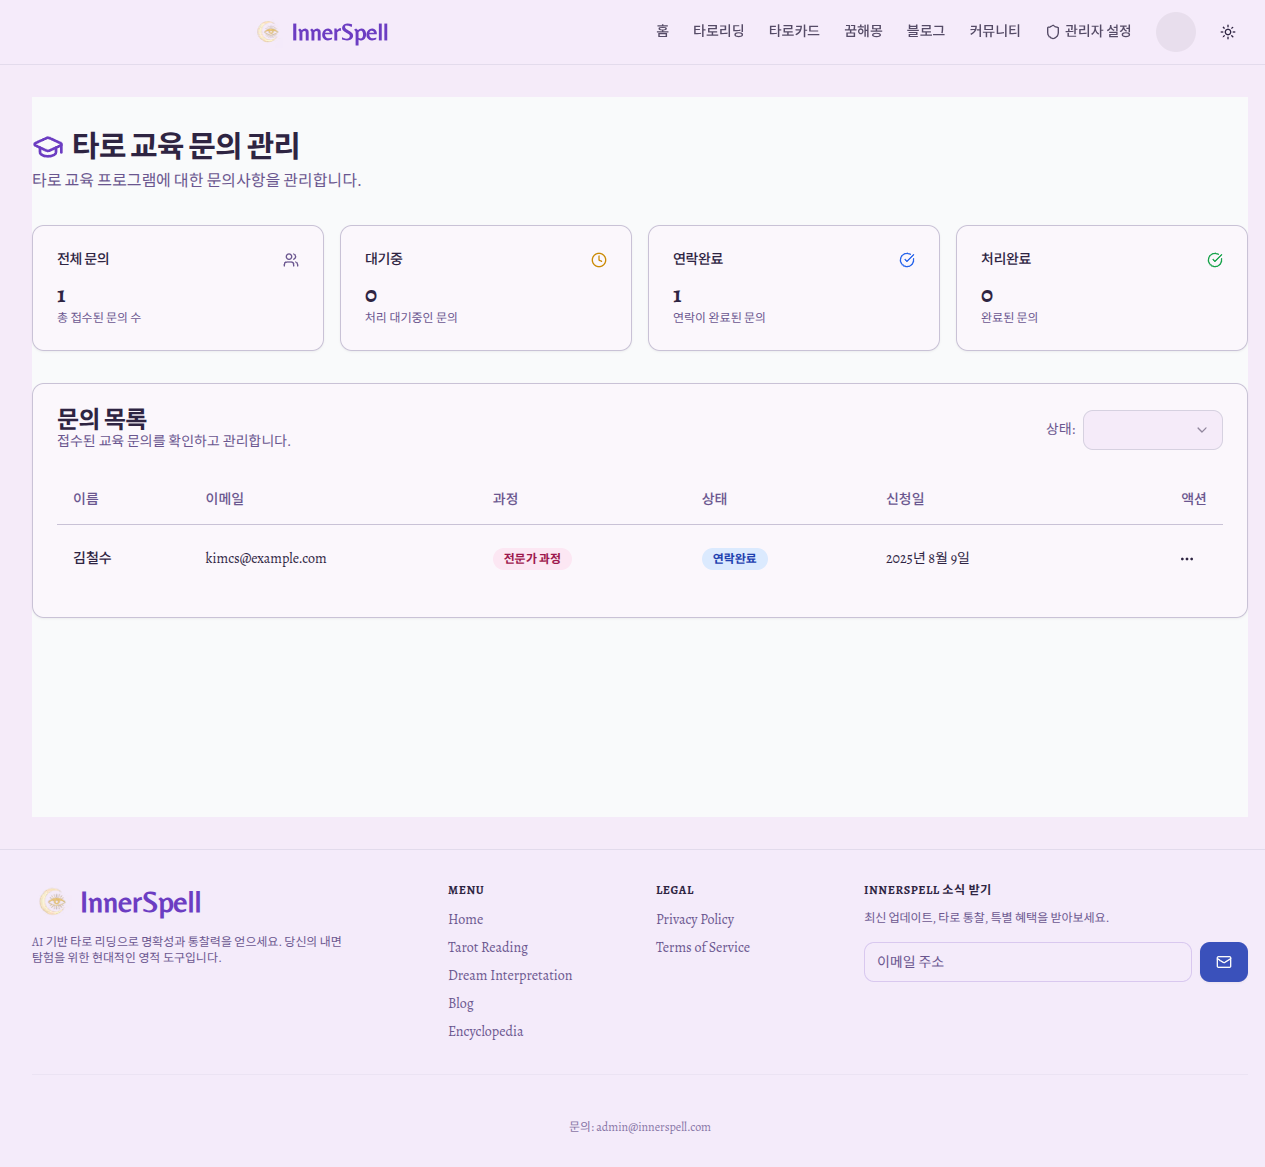 InnerSpell
홈 타로리딩 타로카드 꿈해몽 블로그 커뮤니티 관리자 설정
타로 교육 문의 관리
타로 교육 프로그램에 대한 문의사항을 관리합니다.
전체 문의
1
총 접수된 문의 수
대기중
0
처리 대기중인 문의
연락완료
1
연락이 완료된 문의
처리완료
0
완료된 문의
문의 목록
접수된 교육 문의를 확인하고 관리합니다.
상태:
이름 이메일 과정 상태 신청일 액션
김철수 kimcs@example.com 전문가 과정 연락완료 2025년 8월 9일
InnerSpell
AI 기반 타로 리딩으로 명확성과 통찰력을 얻으세요. 당신의 내면
탐험을 위한 현대적인 영적 도구입니다.
MENU
Home
Tarot Reading
Dream Interpretation
Blog
Encyclopedia
LEGAL
Privacy Policy
Terms of Service
INNERSPELL 소식 받기
최신 업데이트, 타로 통찰, 특별 혜택을 받아보세요.
이메일 주소
문의: admin@innerspell.com